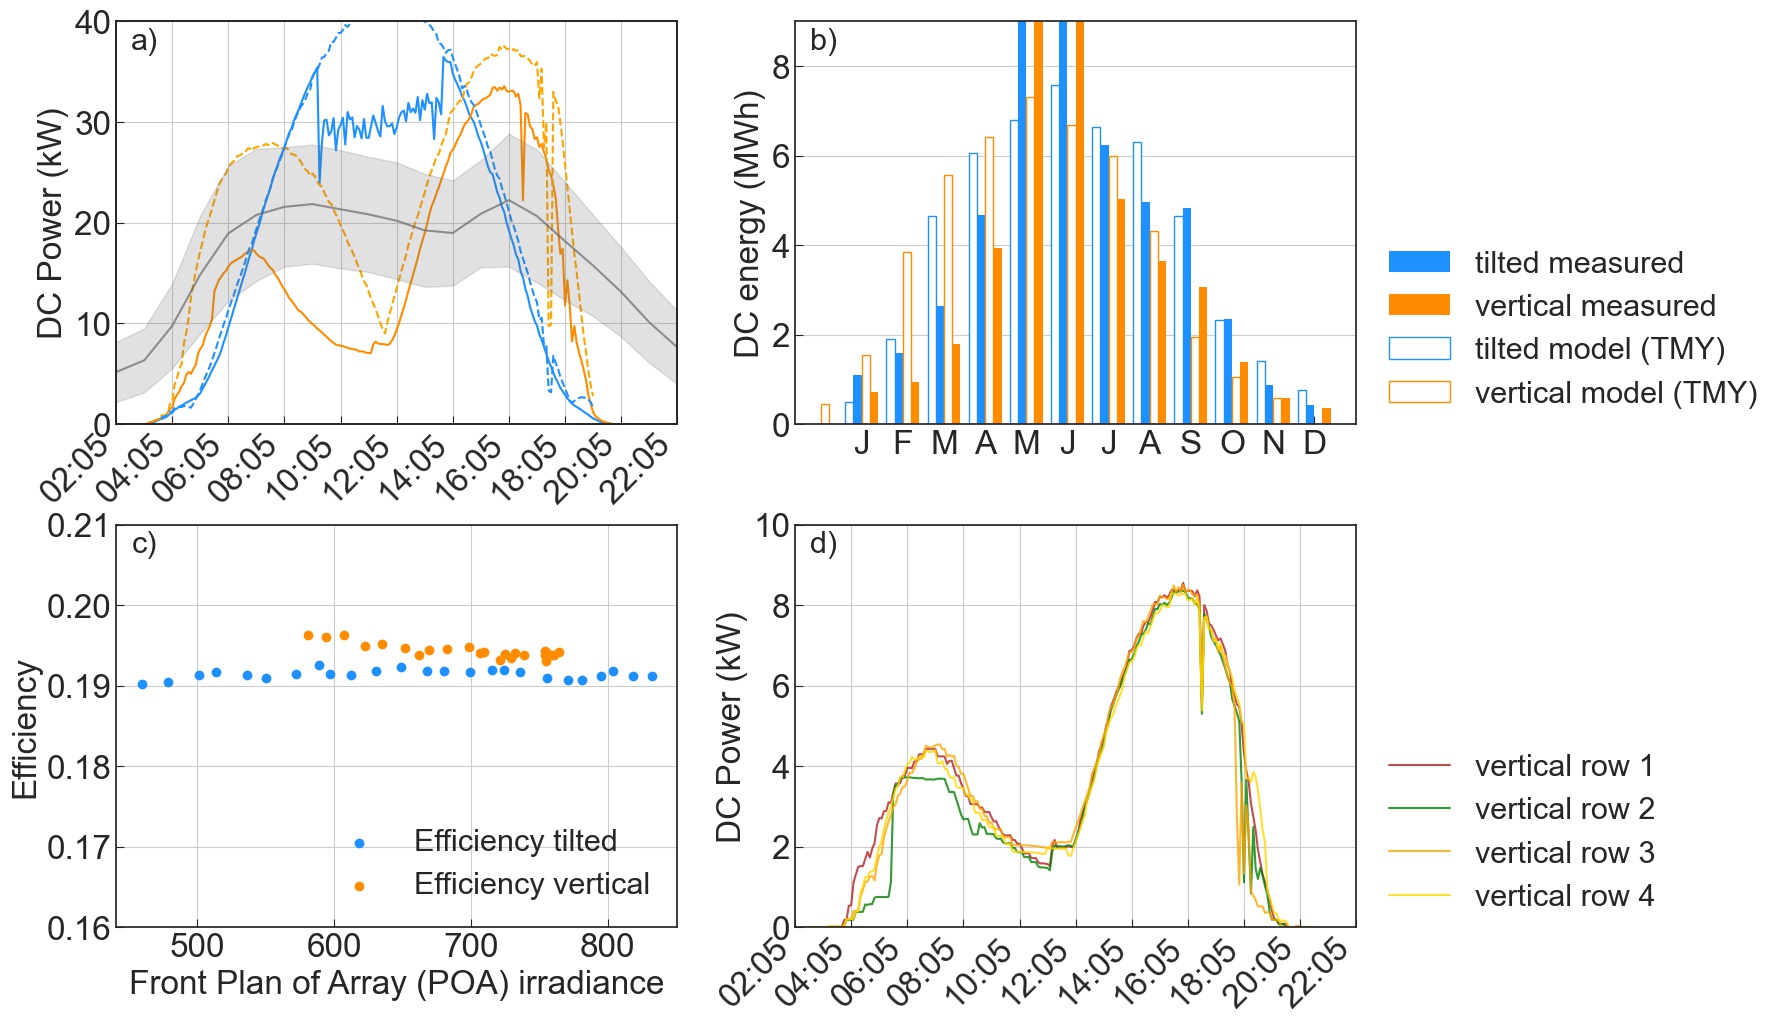 a)
DC Power (kW)
40
30
20
10
0
02:05
04:05
06:05
08:05
10:05
12:05
14:05
16:05
18:05
20:05
22:05
b)
DC energy (MWh)
8
6
4
2
0
J F M A M J J A S O N D
tilted measured
vertical measured
tilted model (TMY)
vertical model (TMY)
c)
Efficiency
0.21
0.20
0.19
0.18
0.17
0.16
Efficiency tilted
Efficiency vertical
500 600 700 800
Front Plan of Array (POA) irradiance
d)
DC Power (kW)
10
8
6
4
2
0
02:05
04:05
06:05
08:05
10:05
12:05
14:05
16:05
18:05
20:05
22:05
vertical row 1
vertical row 2
vertical row 3
vertical row 4